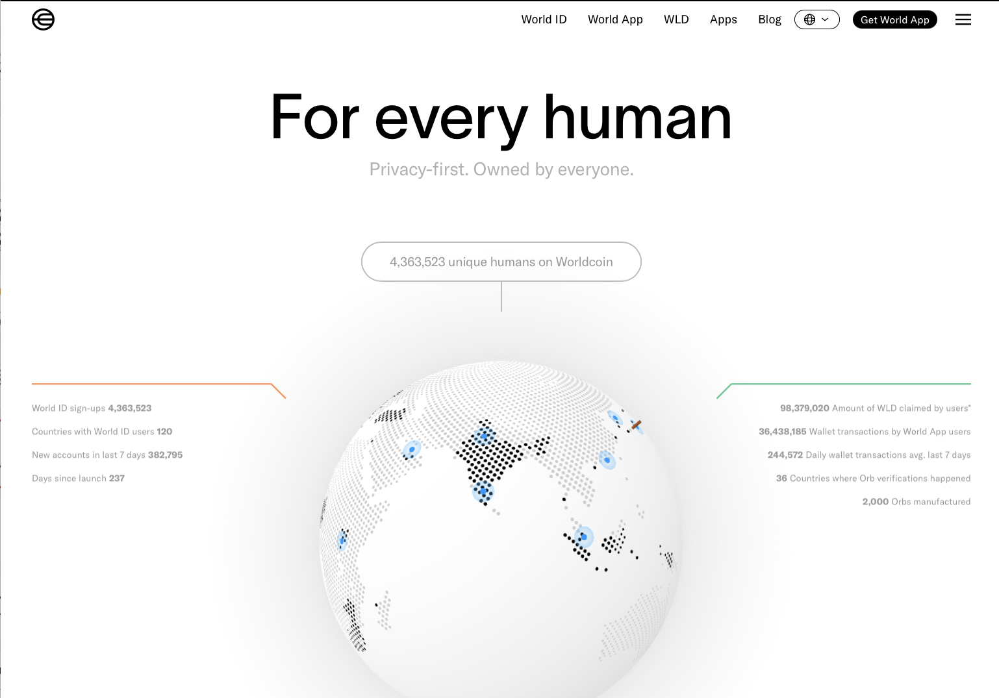 World ID World App WLD Apps Blog Get World App
For every human
Privacy-first. Owned by everyone.
4,363,523 unique humans on Worldcoin
World ID sign-ups 4,363,523
Countries with World ID users 120
New accounts in last 7 days 382,795
Days since launch 237
98,379,020 Amount of WLD claimed by users*
36,438,185 Wallet transactions by World App users
244,572 Daily wallet transactions avg. last 7 days
36 Countries where Orb verifications happened
2,000 Orbs manufactured